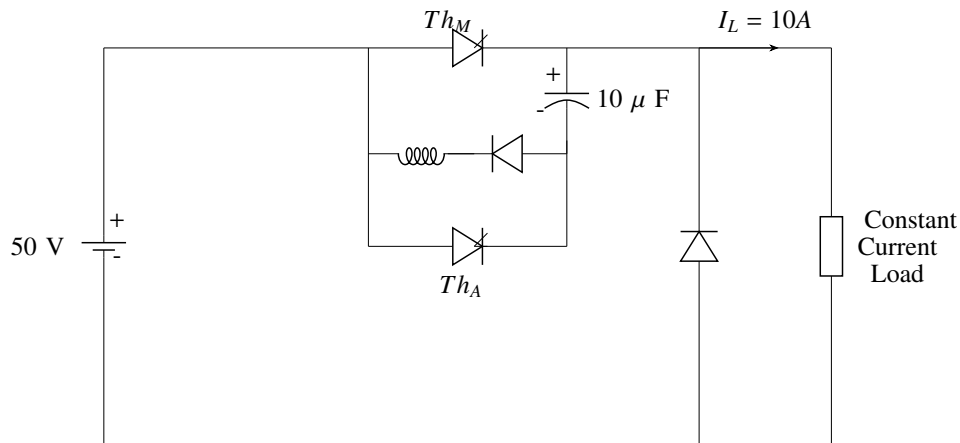 Th_M
I_L = 10A
+
-
10 μ F
50 V
+
-
Th_A
Constant
Current
Load